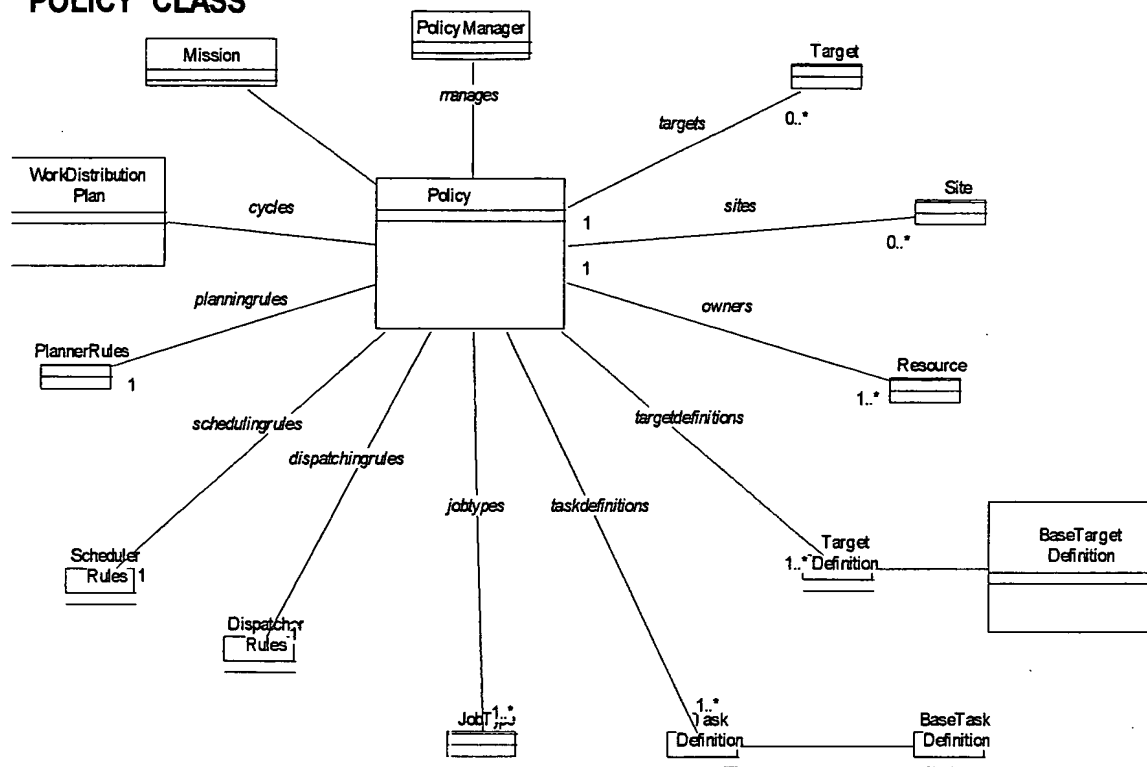 POLICY CLASS
Policy Manager
Mission
Target
manages
0..*
targets
WorkDistribution
Plan
Policy
Site
cycles
sites
1
0..*
1
planningrules
owners
PlannerRules
1
Resource
1..*
schedulingrules
targetdefinitions
dispatchingrules
jobtypes
taskdefinitions
BaseTarget
Definition
Scheduler
Rules 1
Target
1..* Definition
Dispatcher
Rules
1..*
1..*
Task
Definition
BaseTask
Definition